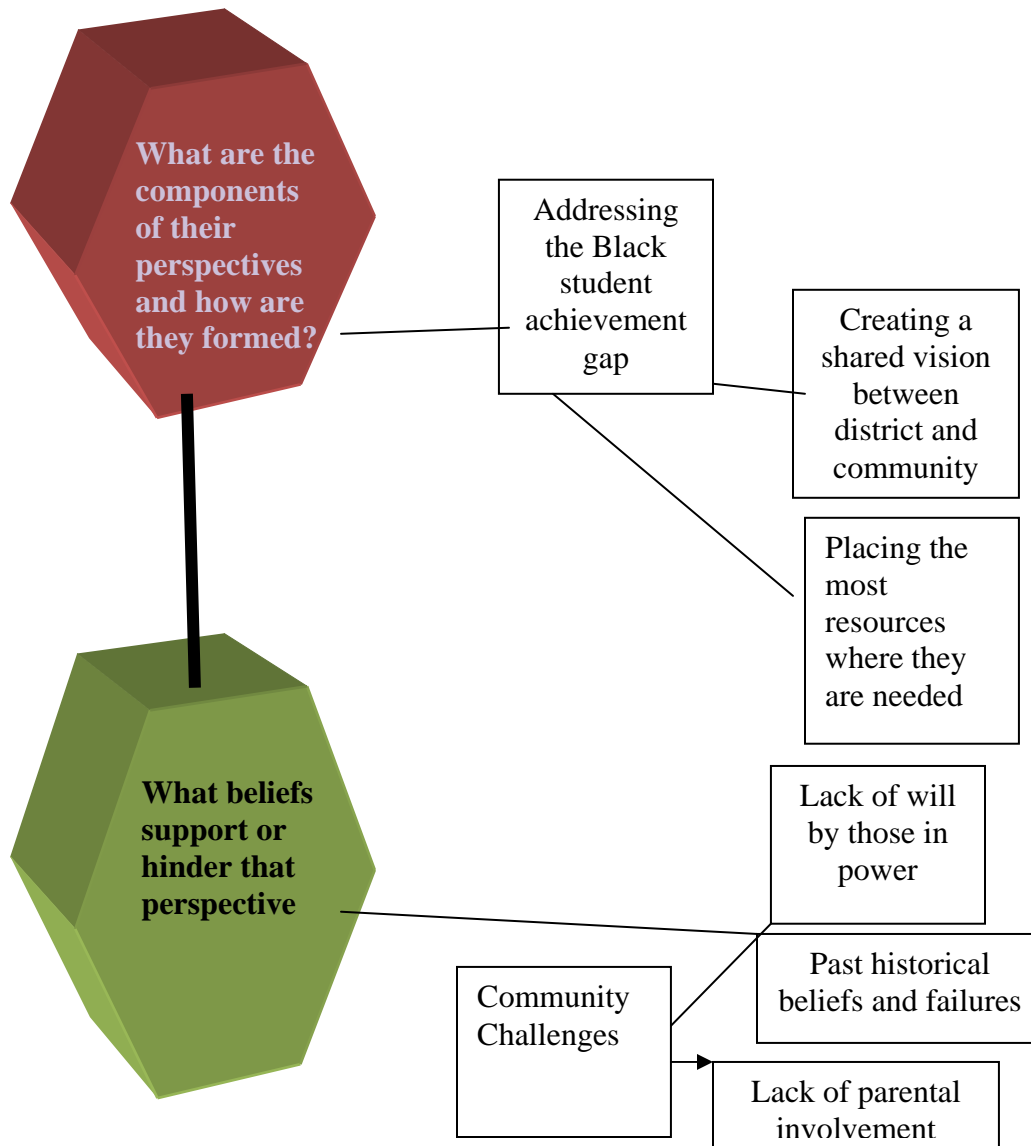 What are the
components
of their
perspectives
and how are
they formed?
Addressing
the Black
student
achievement
gap
Creating a
shared vision
between
district and
community
Placing the
most
resources
where they
are needed
What beliefs
support or
hinder that
perspective
Lack of will
by those in
power
Past historical
beliefs and failures
Community
Challenges
Lack of parental
involvement